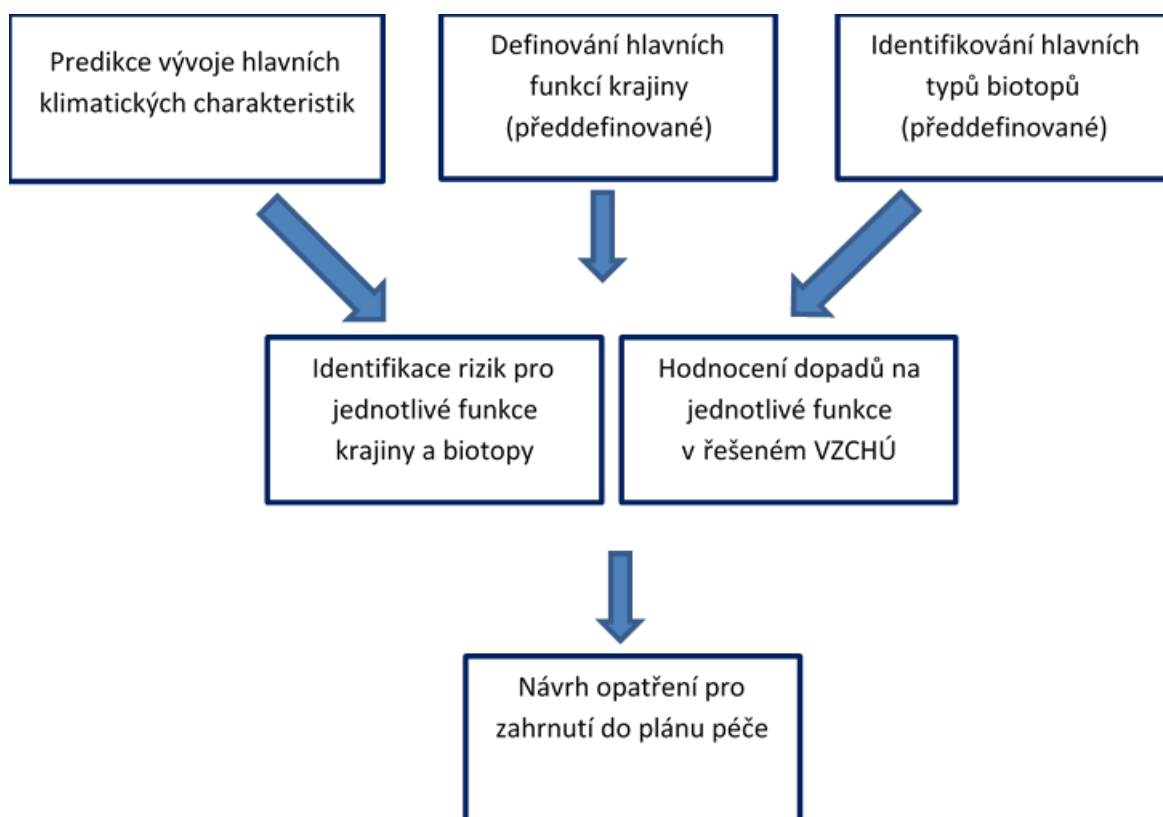 Predikce vývoje hlavních
klimatických charakteristik
Definování hlavních
funkcí krajiny
(předdefinované)
Identifikování hlavních
typů biotopů
(předdefinované)
Identifikace rizik pro
jednotlivé funkce
krajiny a biotopy
Hodnocení dopadů na
jednotlivé funkce
v řešeném VZCHÚ
Návrh opatření pro
zahrnutí do plánu péče